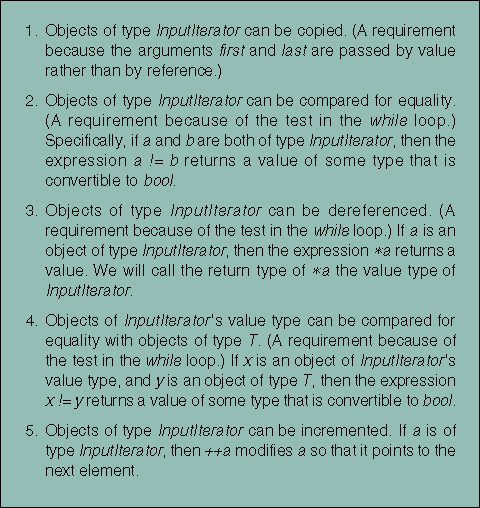 1. Objects of type InputIterator can be copied. (A requirement
because the arguments first and last are passed by value
rather than by reference.)
2. Objects of type InputIterator can be compared for equality.
(A requirement because of the test in the while loop.)
Specifically, if a and b are both of type InputIterator, then the
expression a != b returns a value of some type that is
convertible to bool.
3. Objects of type InputIterator can be dereferenced. (A
requirement because of the test in the while loop.) If a is an
object of type InputIterator, then the expression *a returns a
value. We will call the return type of *a the value type of
InputIterator.
4. Objects of InputIterator's value type can be compared for
equality with objects of type T. (A requirement because of
the test in the while loop.) If x is an object of InputIterator's
value type, and y is an object of type T, then the expression
x != y returns a value of some type that is convertible to bool.
5. Objects of type InputIterator can be incremented. If a is of
type InputIterator, then ++a modifies a so that it points to the
next element.